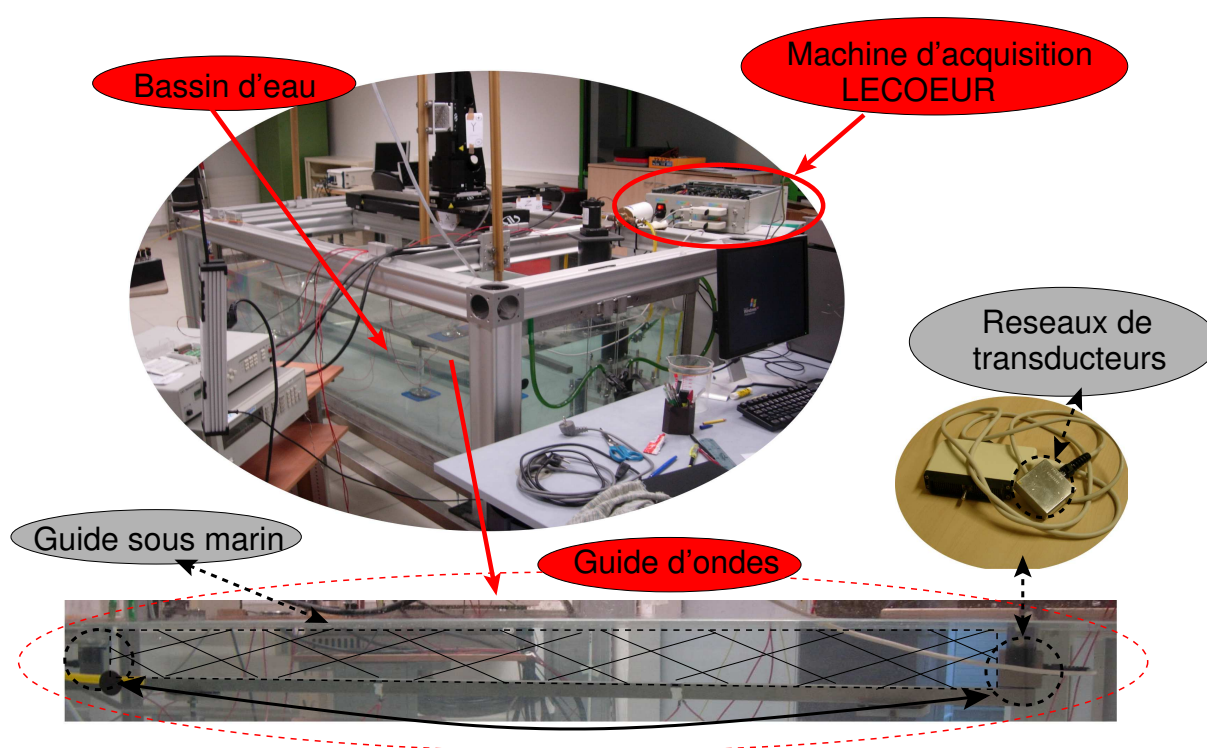 Machine d'acquisition
LECOEUR
Bassin d'eau
Y
Reseaux de
transducteurs
Guide sous marin
Guide d'ondes